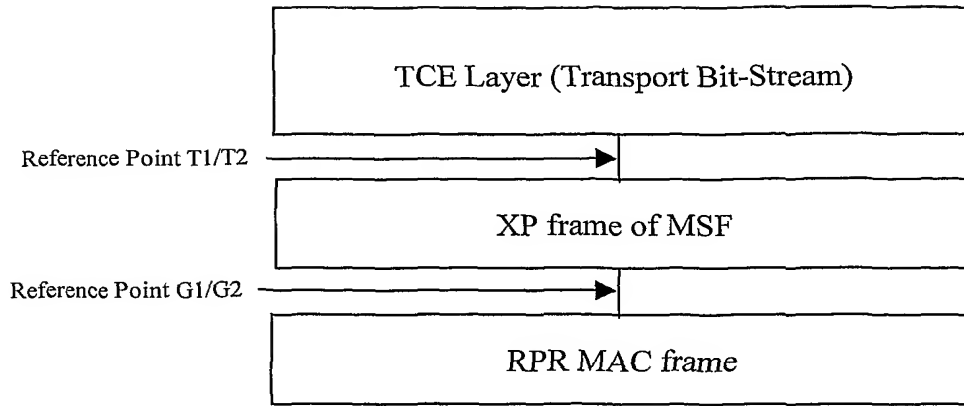 TCE Layer (Transport Bit-Stream)
Reference Point T1/T2
XP frame of MSF
Reference Point G1/G2
RPR MAC frame